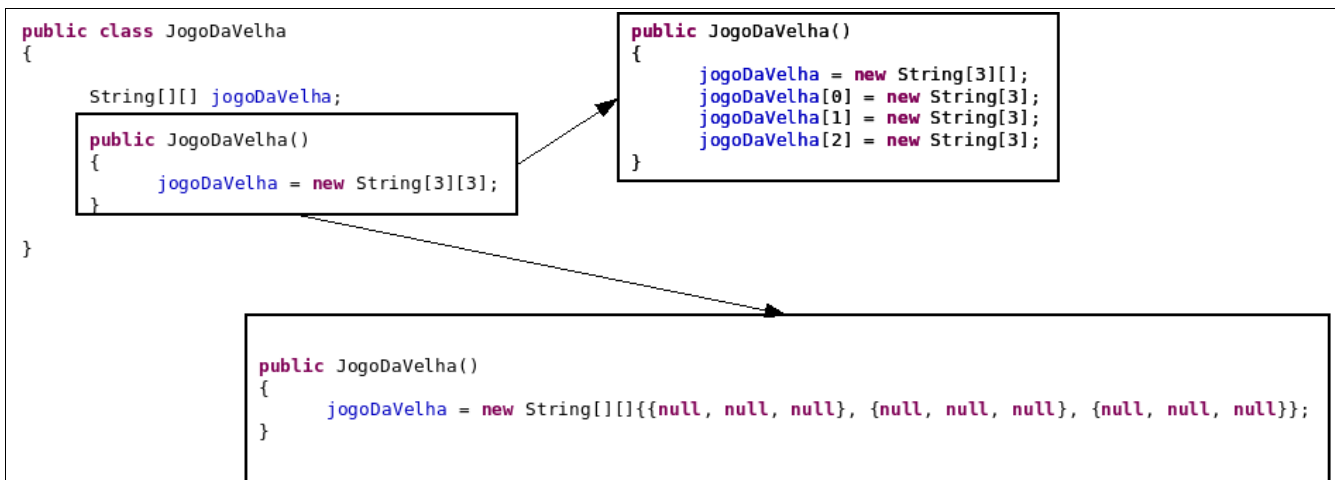 public class JogoDaVelha
{
String[][] jogoDaVelha;
public JogoDaVelha()
{
jogoDaVelha = new String[3][3];
}
}
public JogoDaVelha()
{
jogoDaVelha = new String[3][];
jogoDaVelha[0] = new String[3];
jogoDaVelha[1] = new String[3];
jogoDaVelha[2] = new String[3];
}
public JogoDaVelha()
{
jogoDaVelha = new String[][]{{null, null, null}, {null, null, null}, {null, null, null}};
}